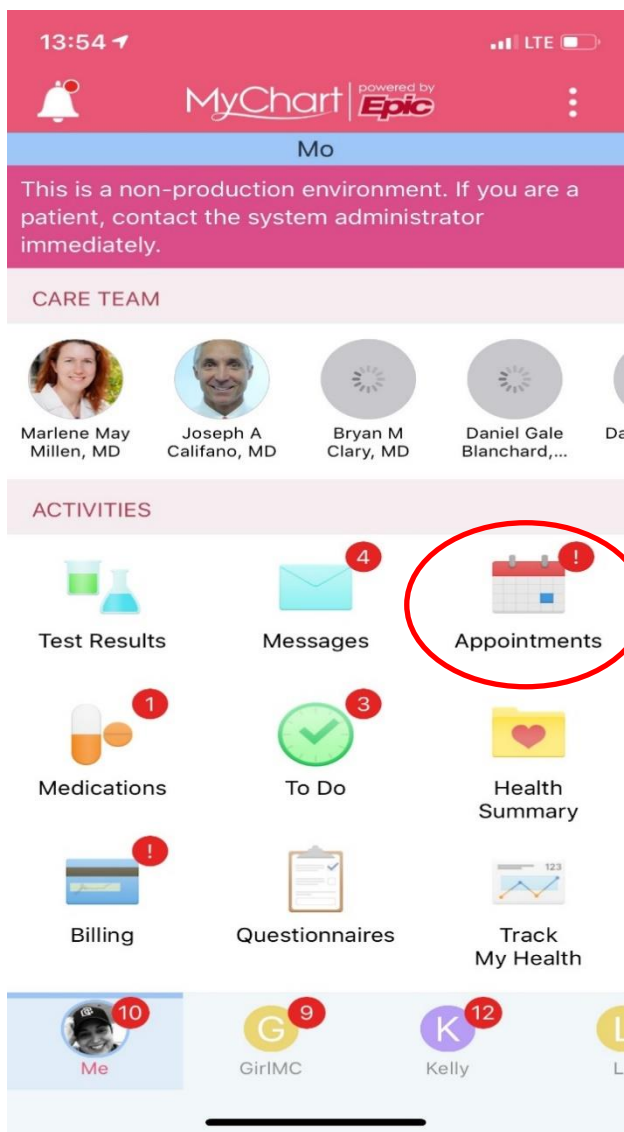 13:54
LTE
MyChart powered by Epic
Mo
This is a non-production environment. If you are a
patient, contact the system administrator
immediately.
CARE TEAM
Marlene May
Millen, MD
Joseph A
Califano, MD
Bryan M
Clary, MD
Daniel Gale
Blanchard,...
Da
ACTIVITIES
4
!
Test Results
Messages
Appointments
1
3
Medications
To Do
Health
Summary
!
123
Billing
Questionnaires
Track
My Health
10
G
9
K
12
L
Me
GirlMC
Kelly
L